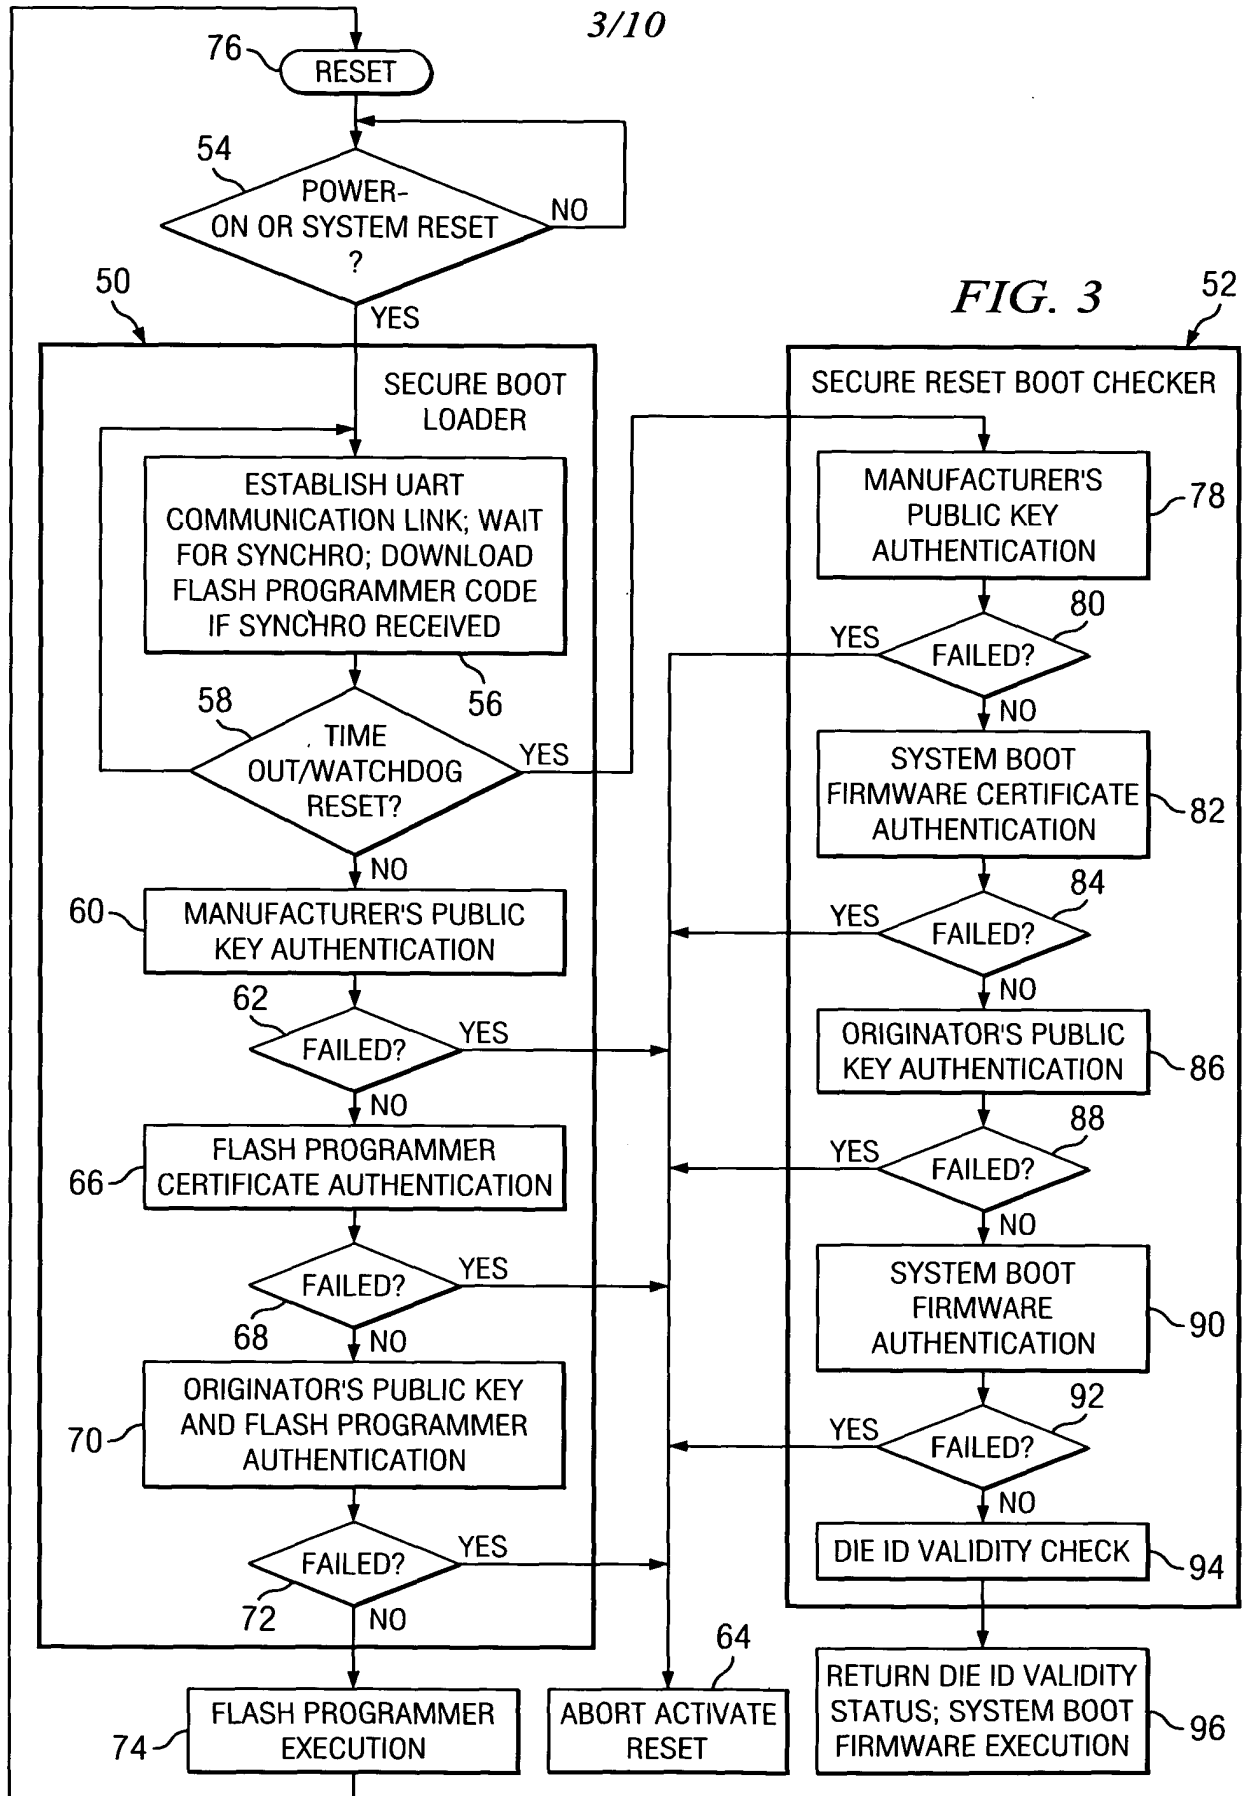 3/10
76
RESET
54
POWER-
ON OR SYSTEM RESET
?
NO
YES
50
SECURE BOOT
LOADER
ESTABLISH UART
COMMUNICATION LINK; WAIT
FOR SYNCHRO; DOWNLOAD
FLASH PROGRAMMER CODE
IF SYNCHRO RECEIVED
56
58
TIME
OUT/WATCHDOG
RESET?
YES
NO
60
MANUFACTURER'S PUBLIC
KEY AUTHENTICATION
62
FAILED?
YES
NO
66
FLASH PROGRAMMER
CERTIFICATE AUTHENTICATION
FAILED?
YES
68
NO
70
ORIGINATOR'S PUBLIC KEY
AND FLASH PROGRAMMER
AUTHENTICATION
FAILED?
YES
72
NO
74
FLASH PROGRAMMER
EXECUTION
64
ABORT ACTIVATE
RESET
FIG. 3
52
SECURE RESET BOOT CHECKER
MANUFACTURER'S
PUBLIC KEY
AUTHENTICATION
78
80
YES
FAILED?
NO
SYSTEM BOOT
FIRMWARE CERTIFICATE
AUTHENTICATION
82
84
YES
FAILED?
NO
ORIGINATOR'S PUBLIC
KEY AUTHENTICATION
86
88
YES
FAILED?
NO
SYSTEM BOOT
FIRMWARE
AUTHENTICATION
90
92
YES
FAILED?
NO
DIE ID VALIDITY CHECK
94
RETURN DIE ID VALIDITY
STATUS; SYSTEM BOOT
FIRMWARE EXECUTION
96